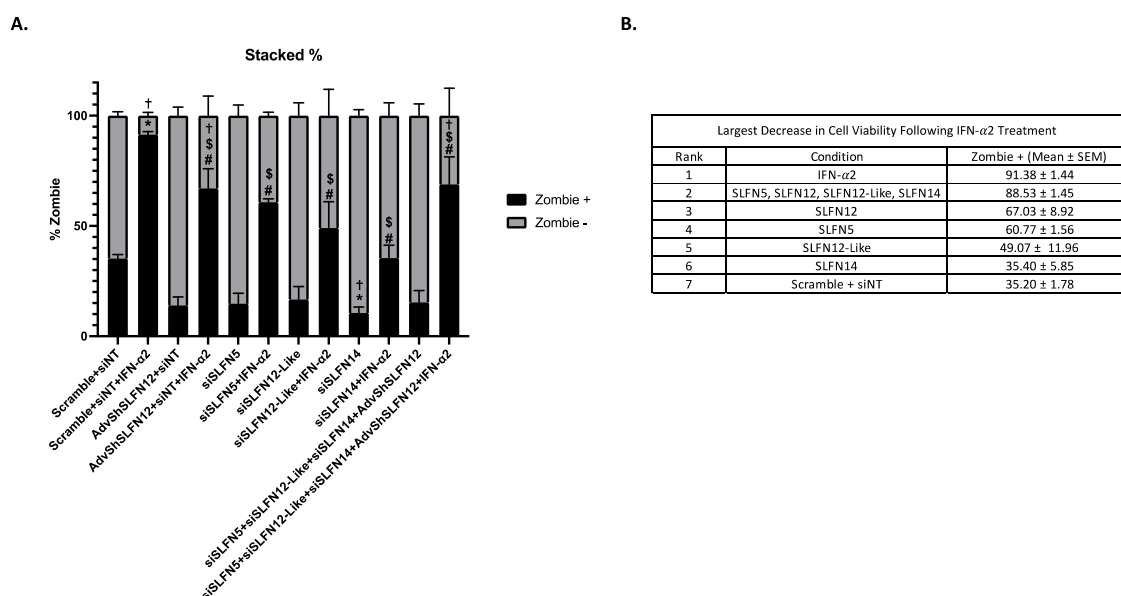 A.
B.
Stacked %
% Zombie
100
50
0
†
*
†
$
#
$
#
$
#
†
*
$
#
†
$
#
Zombie +
Zombie -
Scramble+siNT
Scramble+siNT+IFN-α2
AdvShSLFN12+siNT
AdvShSLFN12+siNT+IFN-α2
siSLFN5
siSLFN5+IFN-α2
siSLFN12-Like
siSLFN12-Like+IFN-α2
siSLFN14
siSLFN14+IFN-α2
siSLFN5+siSLFN12-Like+siSLFN14+AdvShSLFN12
siSLFN5+siSLFN12-Like+siSLFN14+AdvShSLFN12+IFN-α2
Largest Decrease in Cell Viability Following IFN-α2 Treatment
Rank Condition Zombie + (Mean ± SEM)
1 IFN-α2 91.38 ± 1.44
2 SLFN5, SLFN12, SLFN12-Like, SLFN14 88.53 ± 1.45
3 SLFN12 67.03 ± 8.92
4 SLFN5 60.77 ± 1.56
5 SLFN12-Like 49.07 ± 11.96
6 SLFN14 35.40 ± 5.85
7 Scramble + siNT 35.20 ± 1.78